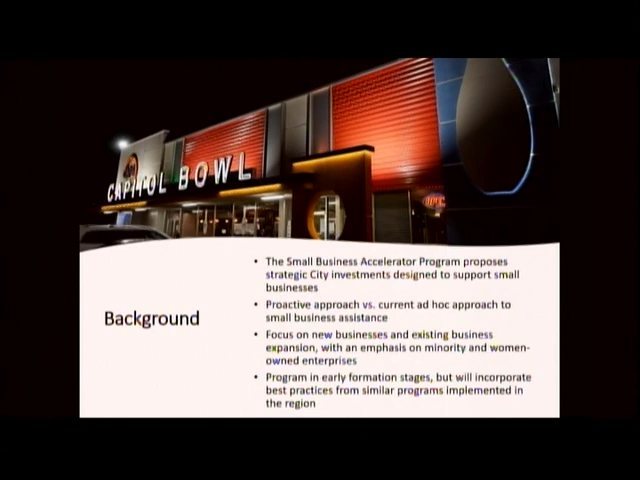 CAPITOL BOWL
OPEN
• The Small Business Accelerator Program proposes
strategic City investments designed to support small
businesses
• Proactive approach vs. current ad hoc approach to
small business assistance
Background
• Focus on new businesses and existing business
expansion, with an emphasis on minority and women-
owned enterprises
• Program in early formation stages, but will incorporate
best practices from similar programs implemented in
the region